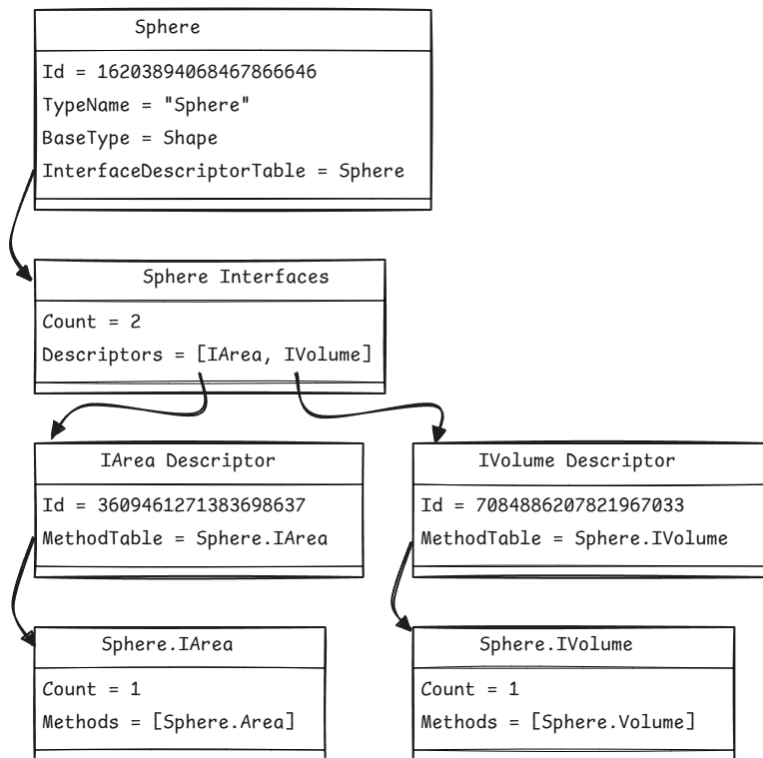 Sphere
Id = 16203894068467866646
TypeName = "Sphere"
BaseType = Shape
InterfaceDescriptorTable = Sphere
Sphere Interfaces
Count = 2
Descriptors = [IArea, IVolume]
IArea Descriptor
Id = 3609461271383698637
MethodTable = Sphere.IArea
IVolume Descriptor
Id = 7084886207821967033
MethodTable = Sphere.IVolume
Sphere.IArea
Count = 1
Methods = [Sphere.Area]
Sphere.IVolume
Count = 1
Methods = [Sphere.Volume]